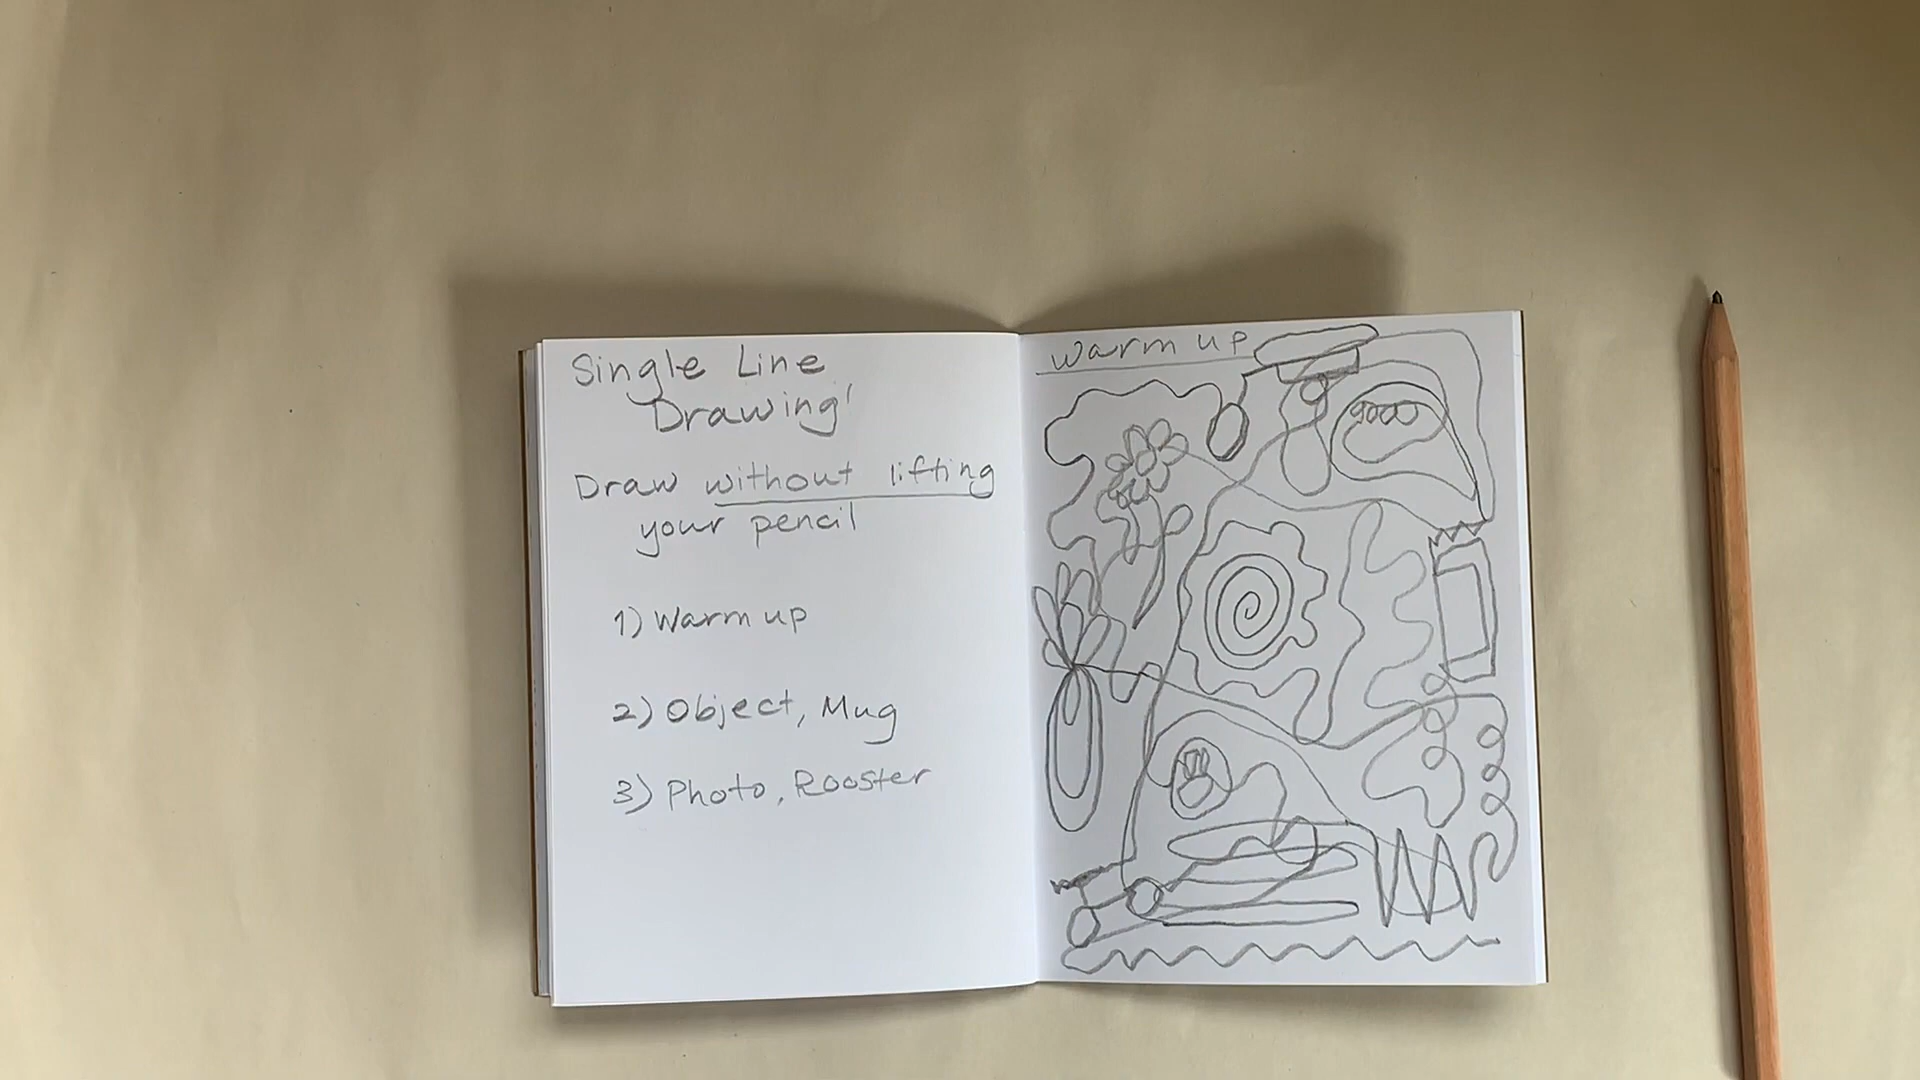 Single Line
Drawing!
Draw without lifting
your pencil
1) Warm up
2) Object, Mug
3) Photo, Rooster
Warm up